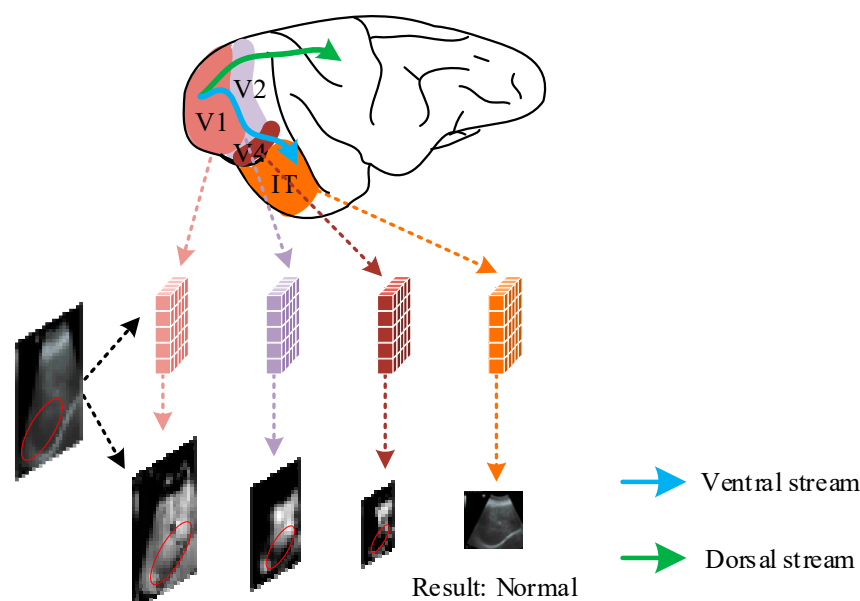 V2
V1
V4
IT
Ventral stream
Dorsal stream
Result: Normal